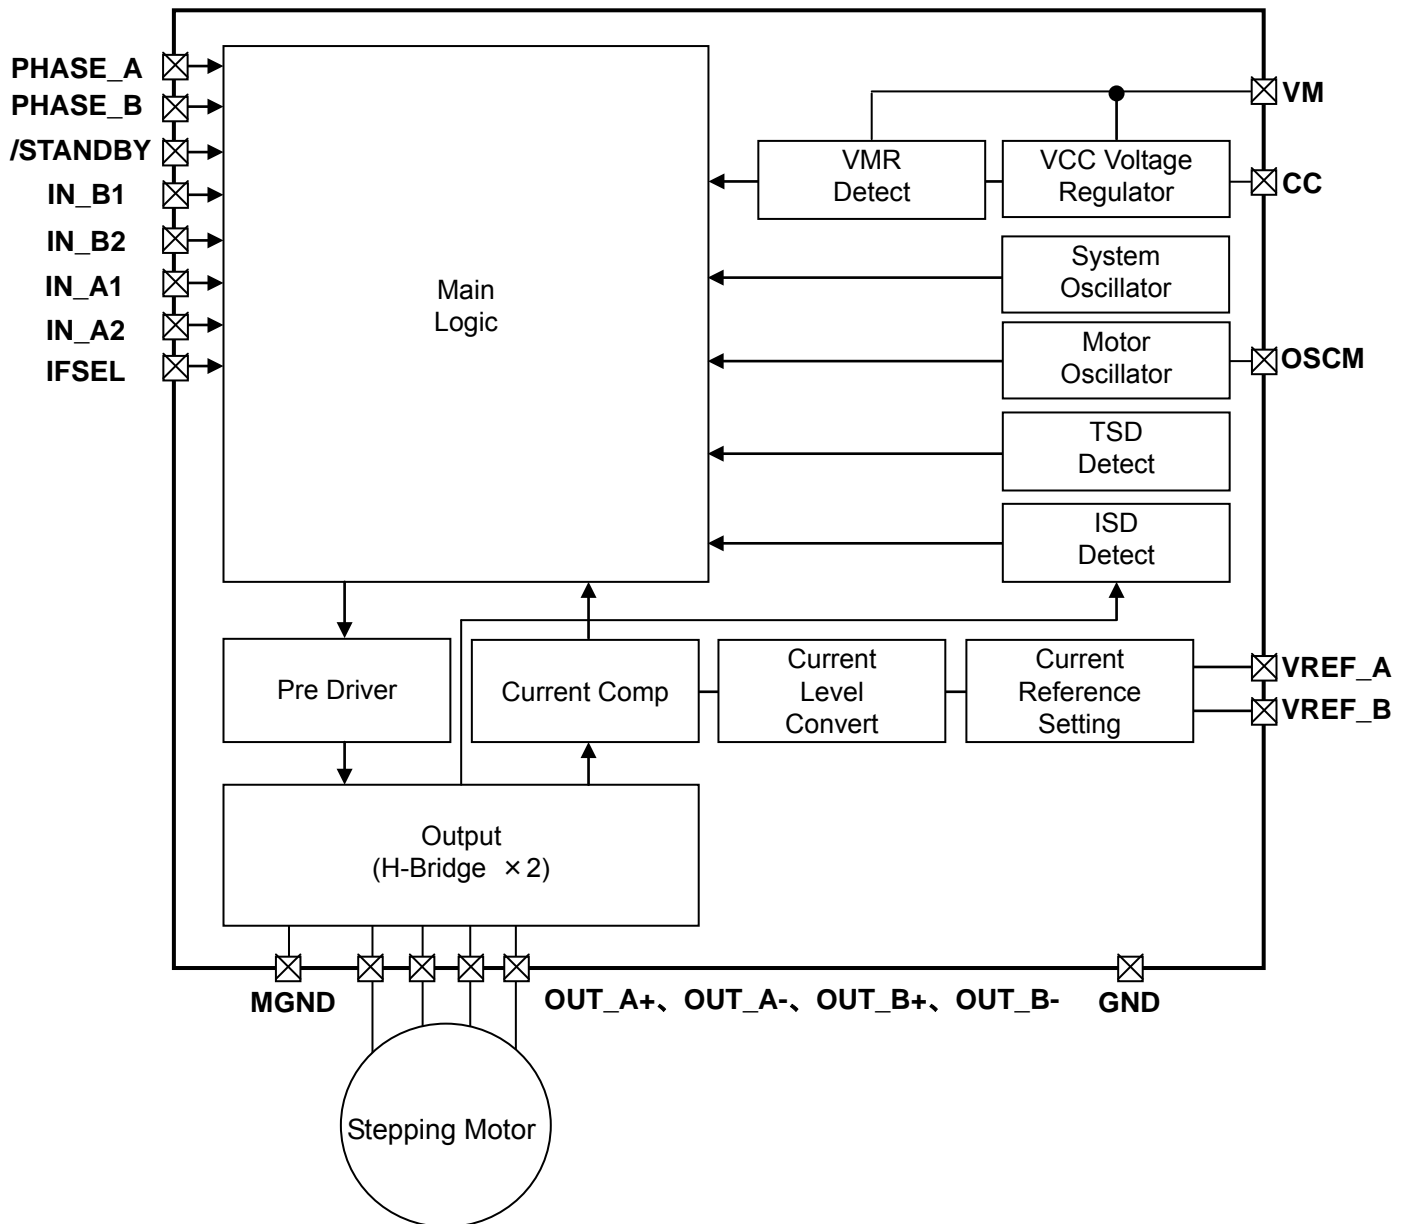 PHASE_A
PHASE_B
/STANDBY
IN_B1
IN_B2
IN_A1
IN_A2
IFSEL
Main
Logic
VMR
Detect
VCC Voltage
Regulator
System
Oscillator
Motor
Oscillator
TSD
Detect
ISD
Detect
VM
CC
OSCM
Pre Driver
Current Comp
Current
Level
Convert
Current
Reference
Setting
VREF_A
VREF_B
Output
(H-Bridge ×2)
MGND
OUT_A+、OUT_A-、OUT_B+、OUT_B-
GND
Stepping Motor